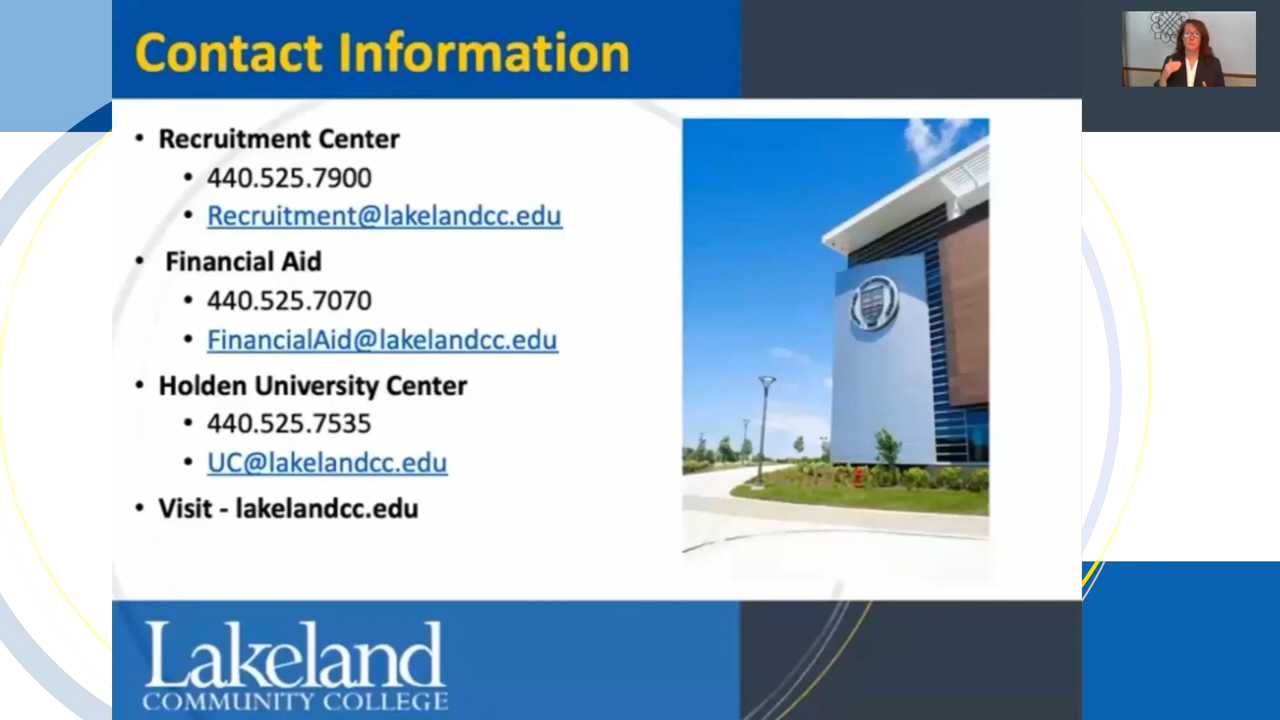 Contact Information
• Recruitment Center
• 440.525.7900
• Recruitment@lakelandcc.edu
• Financial Aid
• 440.525.7070
• FinancialAid@lakelandcc.edu
• Holden University Center
• 440.525.7535
• UC@lakelandcc.edu
• Visit - lakelandcc.edu
Lakeland
COMMUNITY COLLEGE